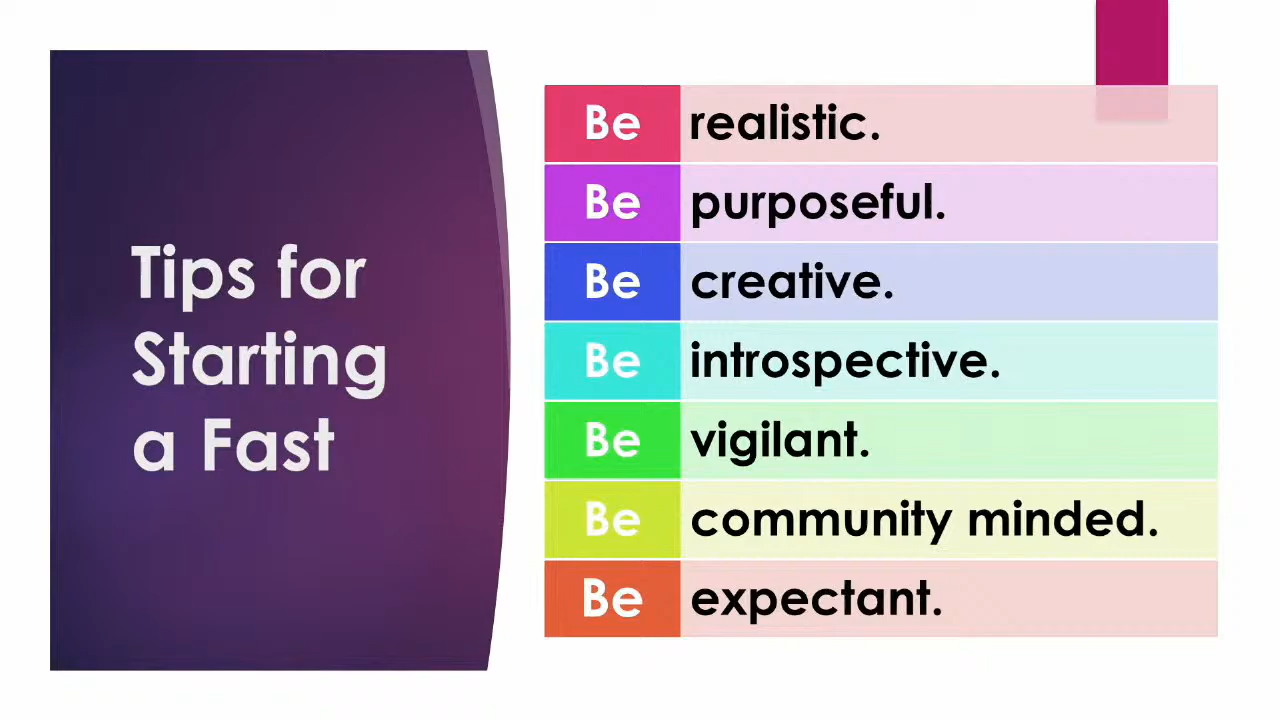 Tips for
Starting
a Fast
Be realistic.
Be purposeful.
Be creative.
Be introspective.
Be vigilant.
Be community minded.
Be expectant.